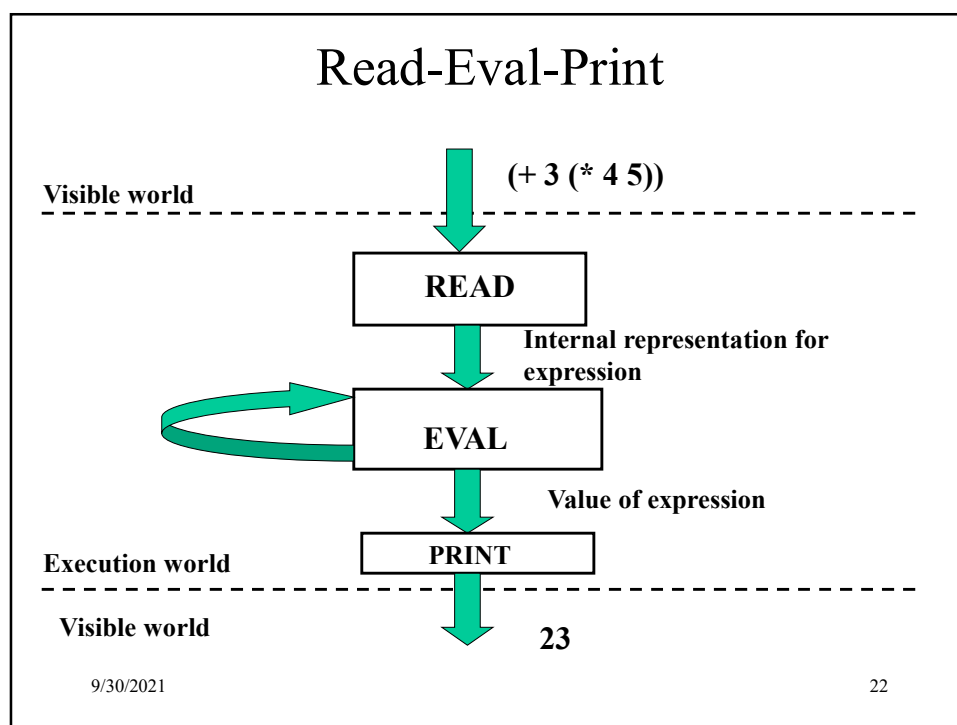 Read-Eval-Print
(+ 3 (* 4 5))
Visible world
READ
Internal representation for
expression
EVAL
Value of expression
PRINT
Execution world
Visible world
23
9/30/2021
22